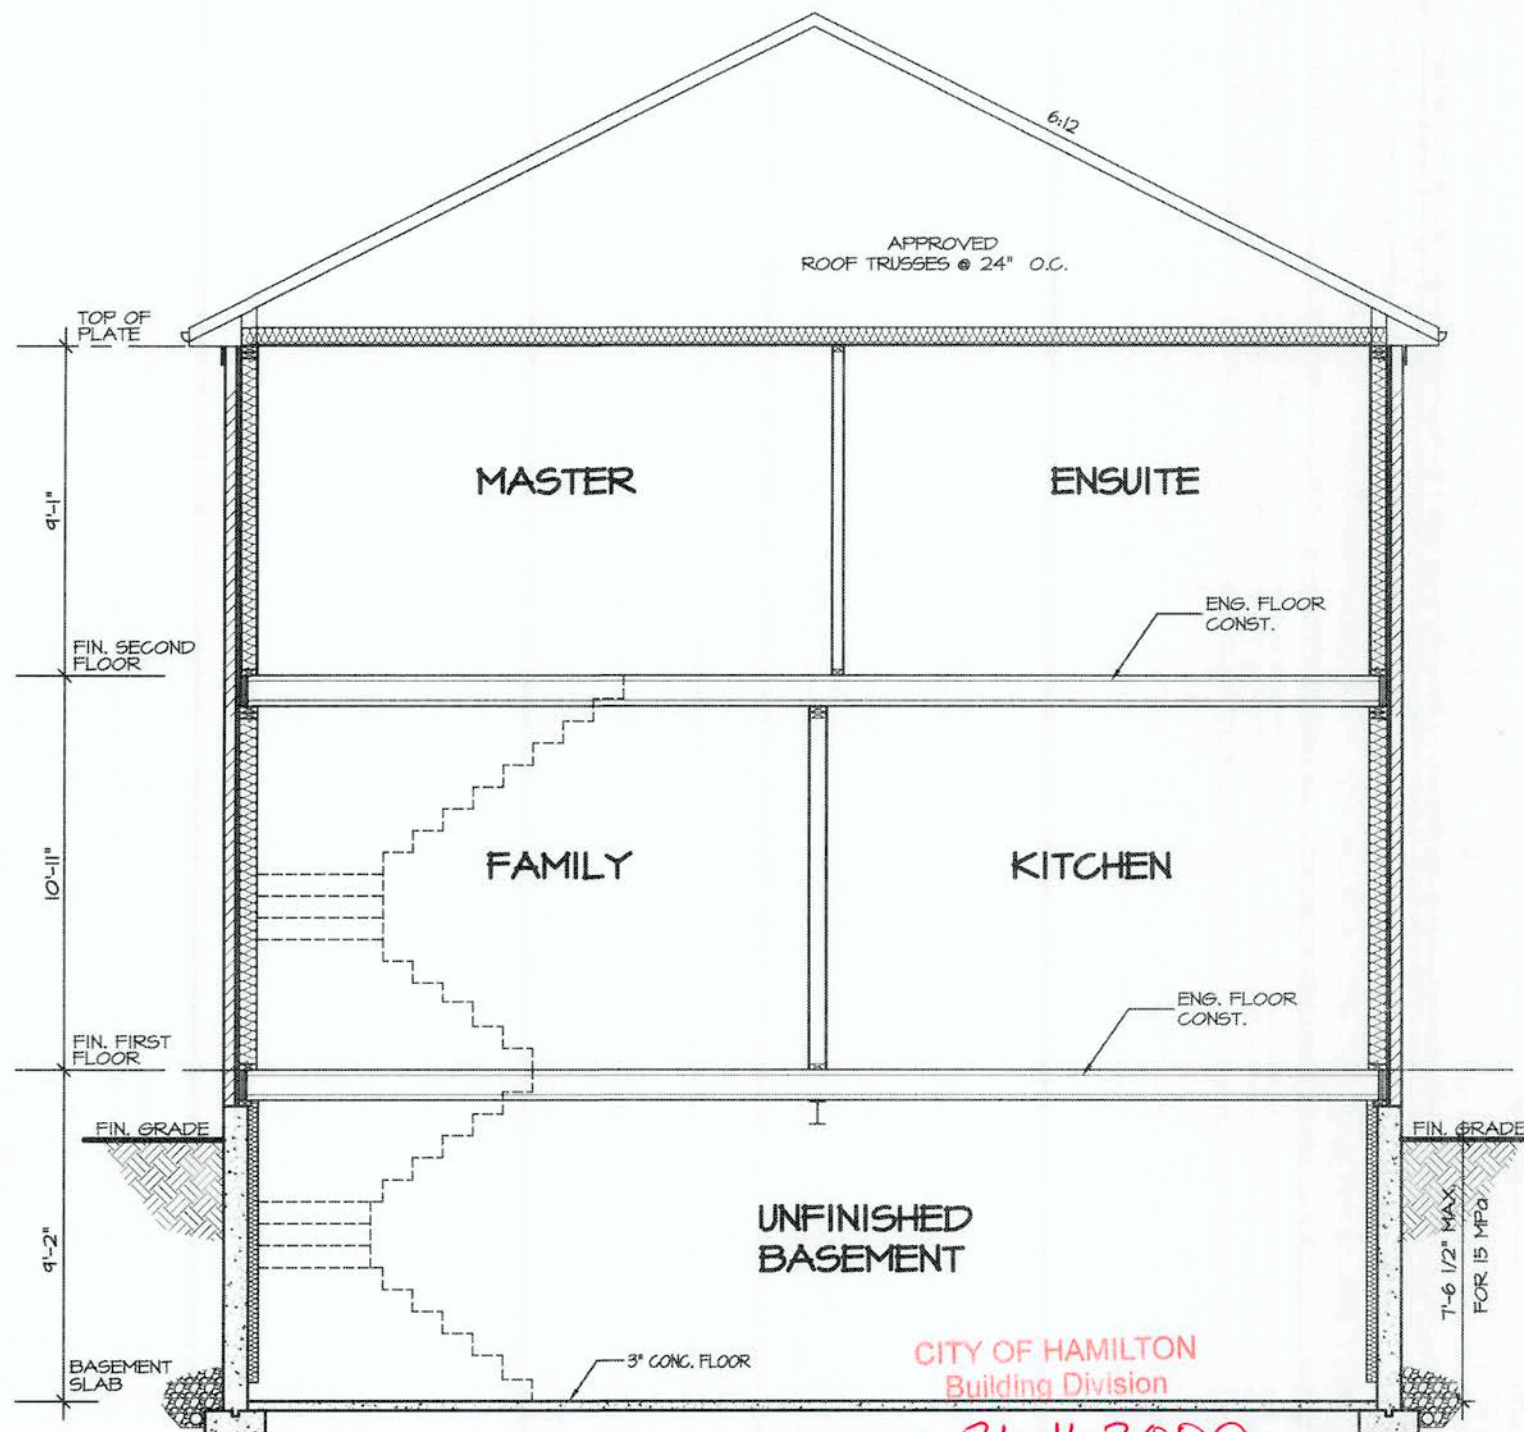 6:12
APPROVED
ROOF TRUSSES @ 24" O.C.
TOP OF
PLATE
9'-1"
MASTER
ENSUITE
ENG. FLOOR
CONST.
FIN. SECOND
FLOOR
10'-11"
FAMILY
KITCHEN
ENG. FLOOR
CONST.
FIN. FIRST
FLOOR
FIN. GRADE
FIN. GRADE
9'-2"
UNFINISHED
BASEMENT
7'-6 1/2" MAX.
FOR 15 MPa
CITY OF HAMILTON
Building Division
3" CONC. FLOOR
BASEMENT
SLAB